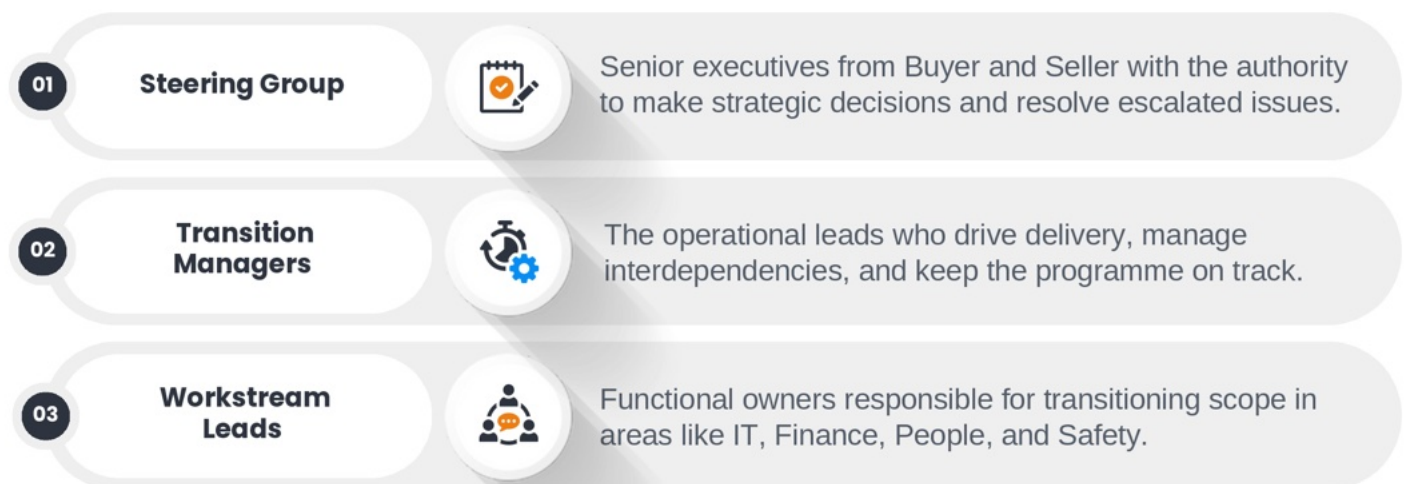 01
Steering Group
Senior executives from Buyer and Seller with the authority
to make strategic decisions and resolve escalated issues.
02
Transition
Managers
The operational leads who drive delivery, manage
interdependencies, and keep the programme on track.
03
Workstream
Leads
Functional owners responsible for transitioning scope in
areas like IT, Finance, People, and Safety.